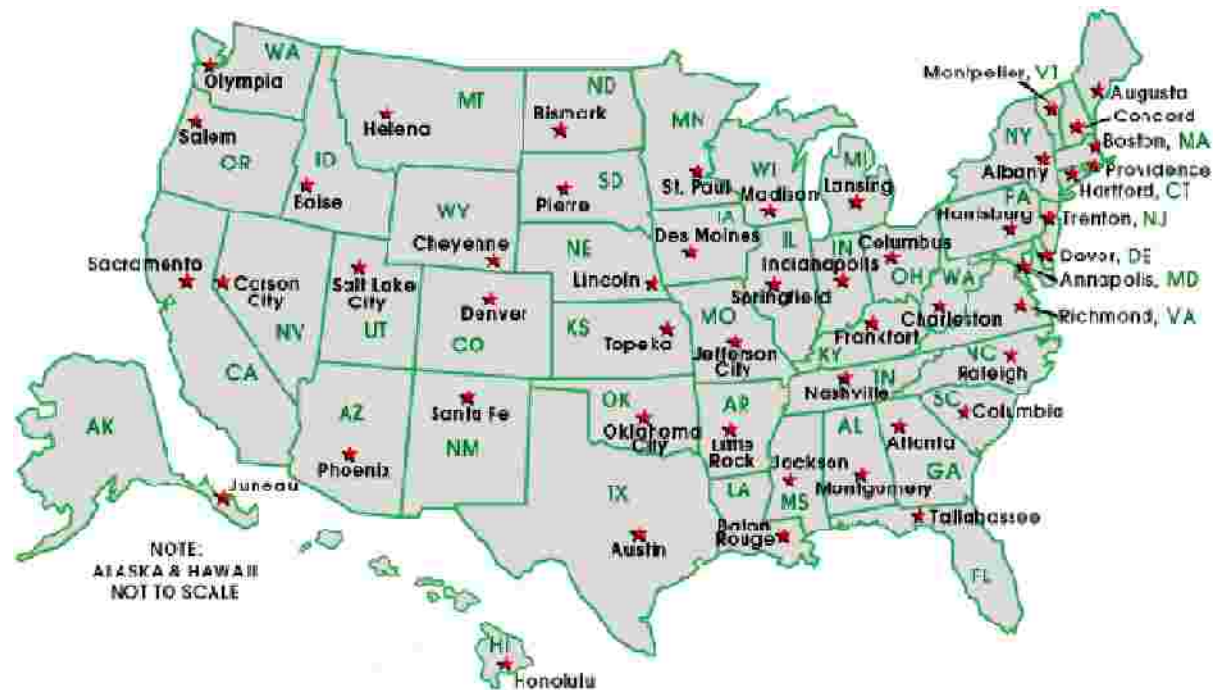 WA
Olympia
MT
Helena
ND
Bismark
MN
St. Paul
Salem
OR
ID
Boise
WY
Cheyenne
SD
Pierre
WI
Madison
MI
Lansing
Montpelier, VT
Augusta
Concord
Boston, MA
Providence
Hartford, CT
NY
Albany
PA
Harrisburg
Trenton, NJ
Dover, DE
Annapolis, MD
Richmond, VA
IA
Des Moines
NE
Lincoln
IL
Springfield
IN
Indianapolis
Columbus
OH
WA
Charleston
Sacramento
Carson
City
NV
CA
Salt Lake
City
UT
Denver
CO
KS
Topeka
MO
Jefferson
City
KY
Frankfort
TN
Nashville
NC
Raleigh
SC
Columbia
AZ
Phoenix
Santa Fe
NM
OK
Oklahoma
City
AR
Little
Rock
Jackson
MS
AL
Montgomery
Atlanta
GA
TX
Austin
LA
Baton
Rouge
Tallahassee
FL
AK
Juneau
NOTE:
ALASKA & HAWAII
NOT TO SCALE
HI
Honolulu